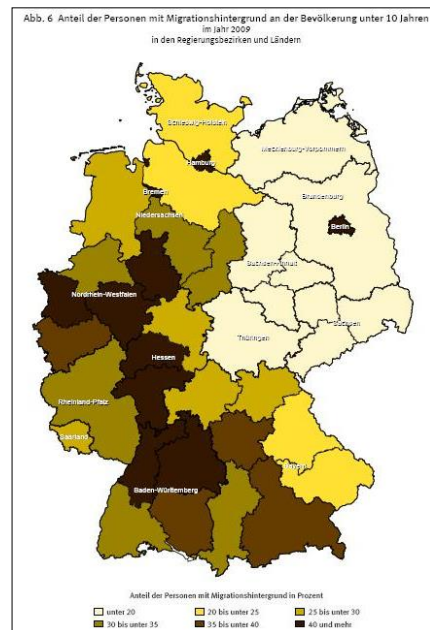 Abb. 6 Anteil der Personen mit Migrationshintergrund an der Bevölkerung unter 10 Jahren
im Jahr 2009
in den Regierungsbezirken und Ländern
Schleswig-Holstein
Mecklenburg-Vorpommern
Hamburg
Bremen
Brandenburg
Niedersachsen
Berlin
Sachsen-Anhalt
Nordrhein-Westfalen
Sachsen
Thüringen
Hessen
Rheinland-Pfalz
Saarland
Bayern
Baden-Württemberg
Anteil der Personen mit Migrationshintergrund in Prozent
unter 20
20 bis unter 25
25 bis unter 30
30 bis unter 35
35 bis unter 40
40 und mehr